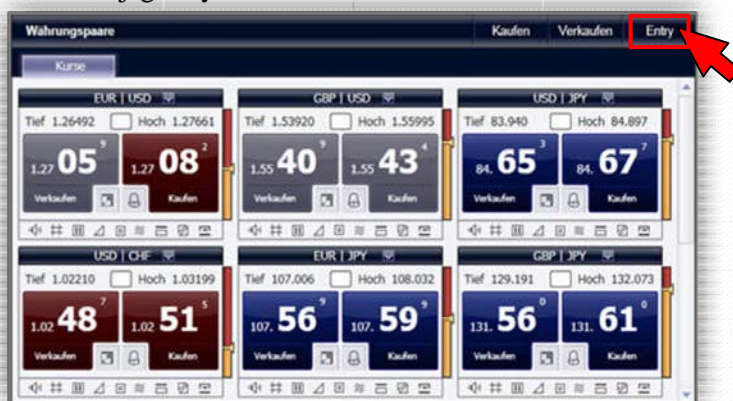 Währungspaare Kaufen Verkaufen Entry
Kurse
EUR | USD GBP | USD USD | JPY
Tief 1.26492 Hoch 1.27661 Tief 1.53920 Hoch 1.55995 Tief 83.940 Hoch 84.897
1.27 05 9 1.27 08 2 1.55 40 9 1.55 43 4 84. 65 3 84. 67 7
Verkaufen Kaufen Verkaufen Kaufen Verkaufen Kaufen
USD | CHF EUR | JPY GBP | JPY
Tief 1.02210 Hoch 1.03199 Tief 107.006 Hoch 108.032 Tief 129.191 Hoch 132.073
1.02 48 7 1.02 51 5 107. 56 9 107. 59 9 131. 56 0 131. 61 0
Verkaufen Kaufen Verkaufen Kaufen Verkaufen Kaufen